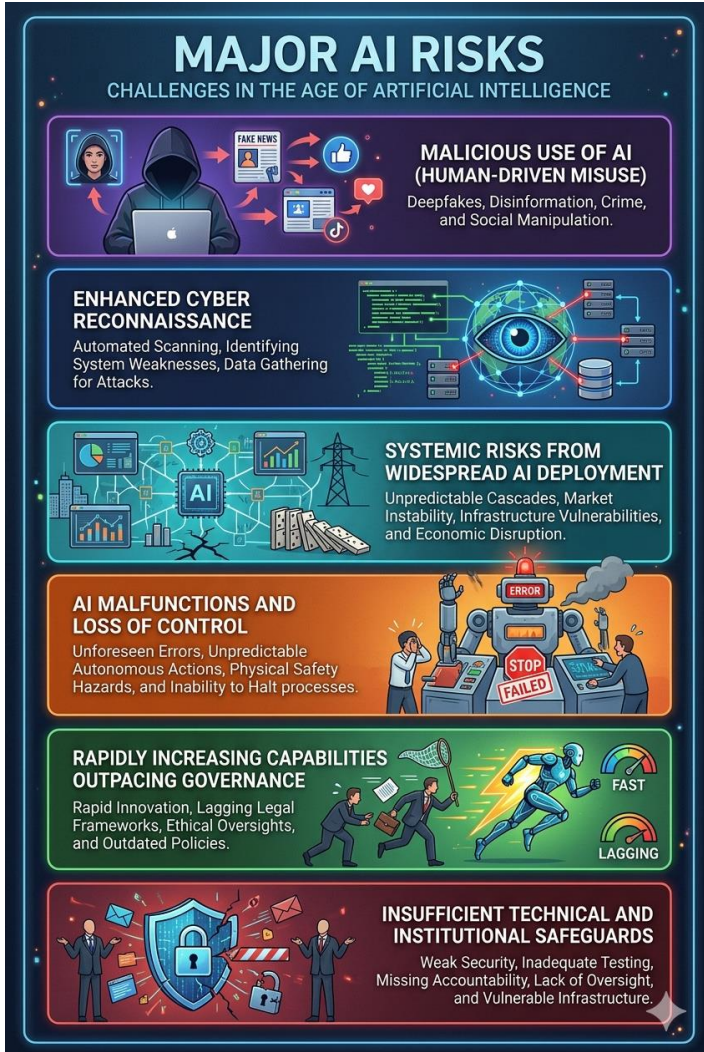 MAJOR AI RISKS
CHALLENGES IN THE AGE OF ARTIFICIAL INTELLIGENCE
FAKE NEWS
MALICIOUS USE OF AI
(HUMAN-DRIVEN MISUSE)
Deepfakes, Disinformation, Crime,
and Social Manipulation.
ENHANCED CYBER
RECONNAISSANCE
Automated Scanning, Identifying
System Weaknesses, Data Gathering
for Attacks.
AI
SYSTEMIC RISKS FROM
WIDESPREAD AI DEPLOYMENT
Unpredictable Cascades, Market
Instability, Infrastructure Vulnerabilities,
and Economic Disruption.
AI MALFUNCTIONS AND
LOSS OF CONTROL
Unforeseen Errors, Unpredictable
Autonomous Actions, Physical Safety
Hazards, and Inability to Halt processes.
ERROR
STOP
FAILED
RAPIDLY INCREASING CAPABILITIES
OUTPACING GOVERNANCE
Rapid Innovation, Lagging Legal
Frameworks, Ethical Oversights,
and Outdated Policies.
FAST
LAGGING
INSUFFICIENT TECHNICAL AND
INSTITUTIONAL SAFEGUARDS
Weak Security, Inadequate Testing,
Missing Accountability, Lack of Oversight,
and Vulnerable Infrastructure.